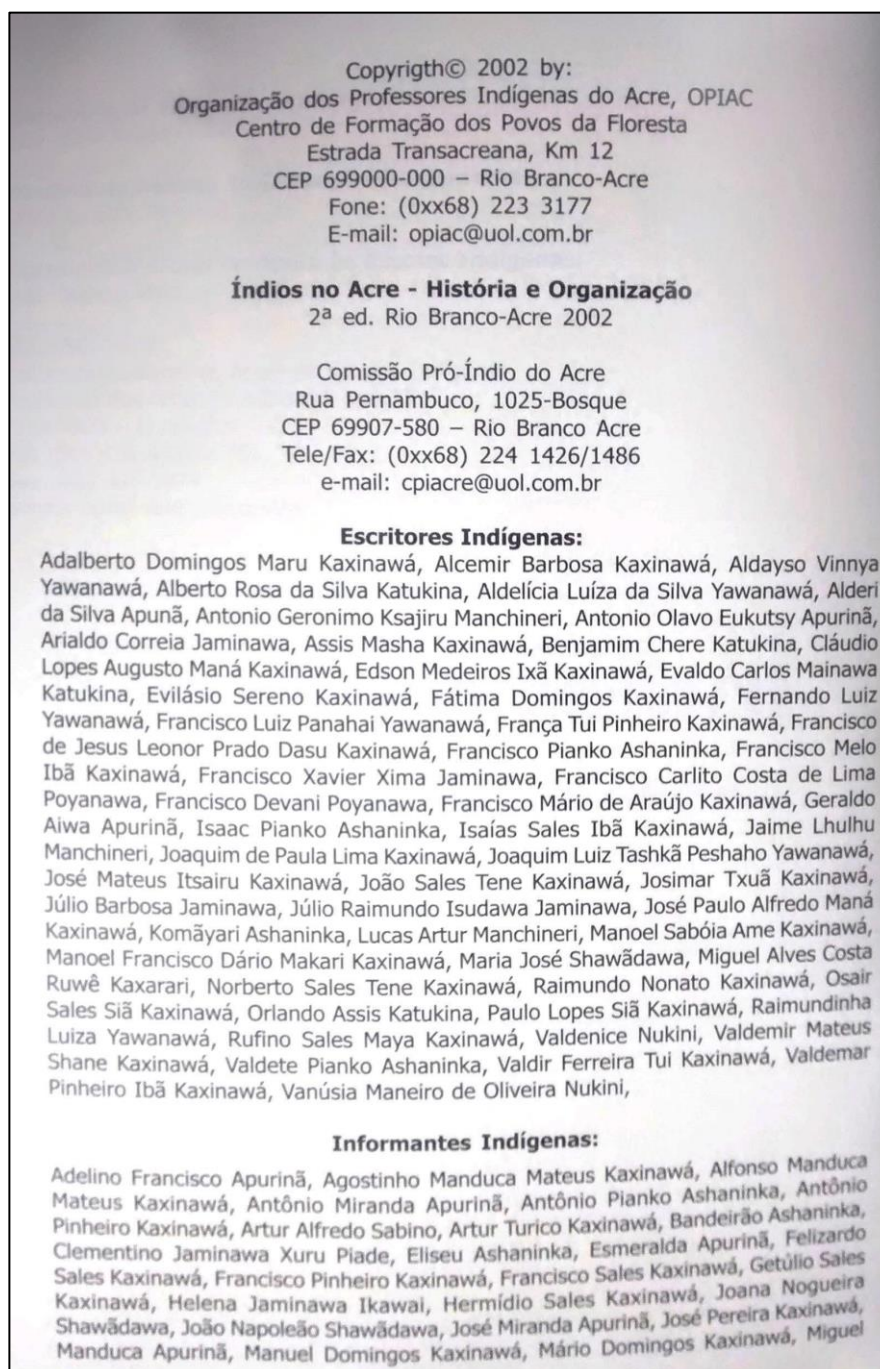 Copyrigth© 2002 by:
Organização dos Professores Indígenas do Acre, OPIAC
Centro de Formação dos Povos da Floresta
Estrada Transacreana, Km 12
CEP 699000-000 – Rio Branco-Acre
Fone: (0xx68) 223 3177
E-mail: opiac@uol.com.br
Índios no Acre - História e Organização
2ª ed. Rio Branco-Acre 2002
Comissão Pró-Índio do Acre
Rua Pernambuco, 1025-Bosque
CEP 69907-580 – Rio Branco Acre
Tele/Fax: (0xx68) 224 1426/1486
e-mail: cpiacre@uol.com.br
Escritores Indígenas:
Adalberto Domingos Maru Kaxinawá, Alcemir Barbosa Kaxinawá, Aldayso Vinnya
Yawanawá, Alberto Rosa da Silva Katukina, Aldelícia Luíza da Silva Yawanawá, Alderi
da Silva Apunã, Antonio Geronimo Ksajiru Manchineri, Antonio Olavo Eukutsy Apurinã,
Arialdo Correia Jaminawa, Assis Masha Kaxinawá, Benjamim Chere Katukina, Cláudio
Lopes Augusto Maná Kaxinawá, Edson Medeiros Ixã Kaxinawá, Evaldo Carlos Mainawa
Katukina, Evilásio Sereno Kaxinawá, Fátima Domingos Kaxinawá, Fernando Luiz
Yawanawá, Francisco Luiz Panahai Yawanawá, França Tui Pinheiro Kaxinawá, Francisco
de Jesus Leonor Prado Dasu Kaxinawá, Francisco Pianko Ashaninka, Francisco Melo
Ibã Kaxinawá, Francisco Xavier Xima Jaminawa, Francisco Carlito Costa de Lima
Poyanawa, Francisco Devani Poyanawa, Francisco Mário de Araújo Kaxinawá, Geraldo
Aiwa Apurinã, Isaac Pianko Ashaninka, Isaías Sales Ibã Kaxinawá, Jaime Lhulhu
Manchineri, Joaquim de Paula Lima Kaxinawá, Joaquim Luiz Tashkã Peshaho Yawanawá,
José Mateus Itsairu Kaxinawá, João Sales Tene Kaxinawá, Josimar Txuã Kaxinawá,
Júlio Barbosa Jaminawa, Júlio Raimundo Isudawa Jaminawa, José Paulo Alfredo Maná
Kaxinawá, Komãyari Ashaninka, Lucas Artur Manchineri, Manoel Sabóia Ame Kaxinawá,
Manoel Francisco Dário Makari Kaxinawá, Maria José Shawãdawa, Miguel Alves Costa
Ruwê Kaxarari, Norberto Sales Tene Kaxinawá, Raimundo Nonato Kaxinawá, Osair
Sales Siã Kaxinawá, Orlando Assis Katukina, Paulo Lopes Siã Kaxinawá, Raimundinha
Luiza Yawanawá, Rufino Sales Maya Kaxinawá, Valdenice Nukini, Valdemir Mateus
Shane Kaxinawá, Valdete Pianko Ashaninka, Valdir Ferreira Tui Kaxinawá, Valdemar
Pinheiro Ibã Kaxinawá, Vanúsia Maneiro de Oliveira Nukini,
Informantes Indígenas:
Adelino Francisco Apurinã, Agostinho Manduca Mateus Kaxinawá, Alfonso Manduca
Mateus Kaxinawá, Antônio Miranda Apurinã, Antônio Pianko Ashaninka, Antônio
Pinheiro Kaxinawá, Artur Alfredo Sabino, Artur Turico Kaxinawá, Bandeirão Ashaninka,
Clementino Jaminawa Xuru Piade, Eliseu Ashaninka, Esmeralda Apurinã, Felizardo
Sales Kaxinawá, Francisco Pinheiro Kaxinawá, Francisco Sales Kaxinawá, Getúlio Sales
Kaxinawá, Helena Jaminawa Ikawai, Hermídio Sales Kaxinawá, Joana Nogueira
Shawãdawa, João Napoleão Shawãdawa, José Miranda Apurinã, José Pereira Kaxinawá,
Manduca Apurinã, Manuel Domingos Kaxinawá, Mário Domingos Kaxinawá, Miguel